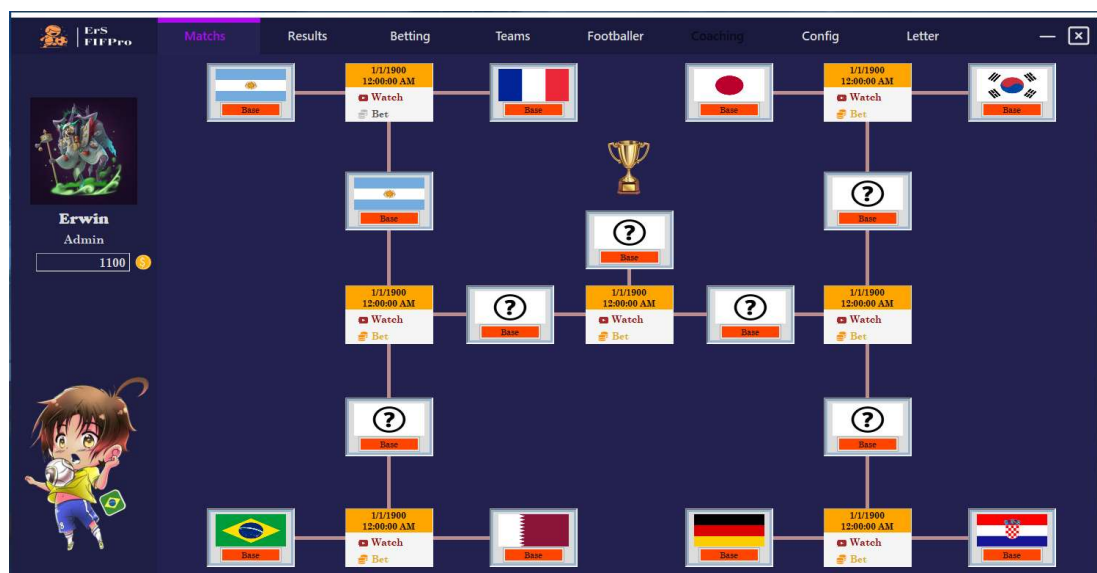 ErS
FIFPro
Matchs
Results
Betting
Teams
Footballer
Coaching
Config
Letter
Base
1/1/1900
12:00:00 AM
Watch
Bet
Base
Base
1/1/1900
12:00:00 AM
Watch
Bet
Base
Erwin
Admin
1100
Base
?
Base
?
Base
1/1/1900
12:00:00 AM
Watch
Bet
?
Base
1/1/1900
12:00:00 AM
Watch
Bet
?
Base
1/1/1900
12:00:00 AM
Watch
Bet
?
Base
?
Base
Base
1/1/1900
12:00:00 AM
Watch
Bet
Base
Base
1/1/1900
12:00:00 AM
Watch
Bet
Base